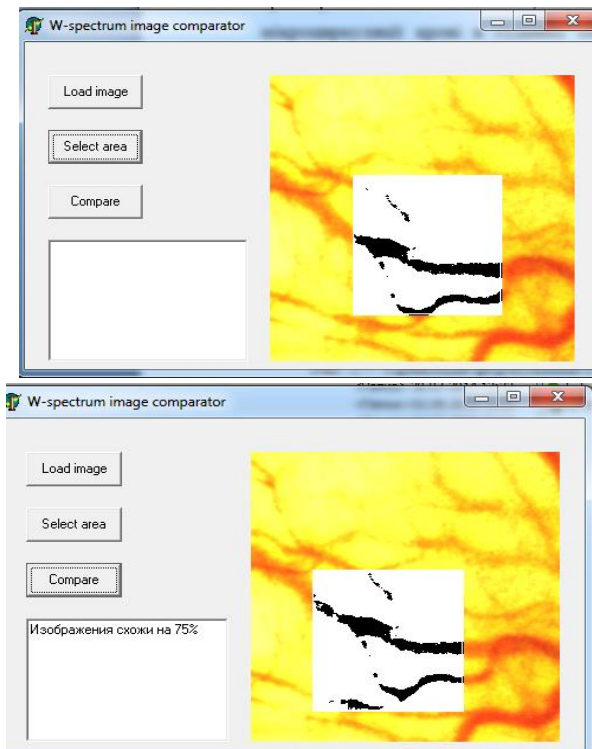 W-spectrum image comparator
Load image
Select area
Compare
W-spectrum image comparator
Load image
Select area
Compare
Изображения схожи на 75%